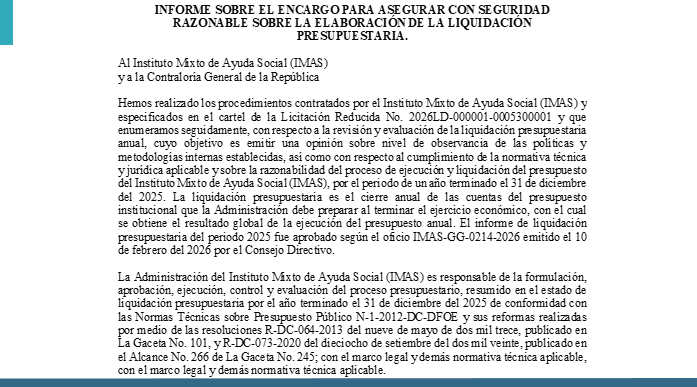 INFORME SOBRE EL ENCARGO PARA ASEGURAR CON SEGURIDAD
RAZONABLE SOBRE LA ELABORACIÓN DE LA LIQUIDACIÓN
PRESUPUESTARIA.
Al Instituto Mixto de Ayuda Social (IMAS)
y a la Contraloría General de la República
Hemos realizado los procedimientos contratados por el Instituto Mixto de Ayuda Social (IMAS) y
especificados en el cartel de la Licitación Reducida No. 2026LD-000001-0005300001 y que
enumeramos seguidamente, con respecto a la revisión y evaluación de la liquidación presupuestaria
anual, cuyo objetivo es emitir una opinión sobre nivel de observancia de las políticas y
metodologías internas establecidas, así como con respecto al cumplimiento de la normativa técnica
y jurídica aplicable y sobre la razonabilidad del proceso de ejecución y liquidación del presupuesto
del Instituto Mixto de Ayuda Social (IMAS), por el periodo de un año terminado el 31 de diciembre
del 2025. La liquidación presupuestaria es el cierre anual de las cuentas del presupuesto
institucional que la Administración debe preparar al terminar el ejercicio económico, con el cual
se obtiene el resultado global de la ejecución del presupuesto anual. El informe de liquidación
presupuestaria del periodo 2025 fue aprobado según el oficio IMAS-GG-0214-2026 emitido el 10
de febrero del 2026 por el Consejo Directivo.
La Administración del Instituto Mixto de Ayuda Social (IMAS) es responsable de la formulación,
aprobación, ejecución, control y evaluación del proceso presupuestario, resumido en el estado de
liquidación presupuestaria por el año terminado el 31 de diciembre del 2025 de conformidad con
las Normas Técnicas sobre Presupuesto Público N-1-2012-DC-DFOE y sus reformas realizadas
por medio de las resoluciones R-DC-064-2013 del nueve de mayo de dos mil trece, publicado en
La Gaceta No. 101, y R-DC-073-2020 del dieciocho de setiembre del dos mil veinte, publicado en
el Alcance No. 266 de La Gaceta No. 245; con el marco legal y demás normativa técnica aplicable,
con el marco legal y demás normativa técnica aplicable.